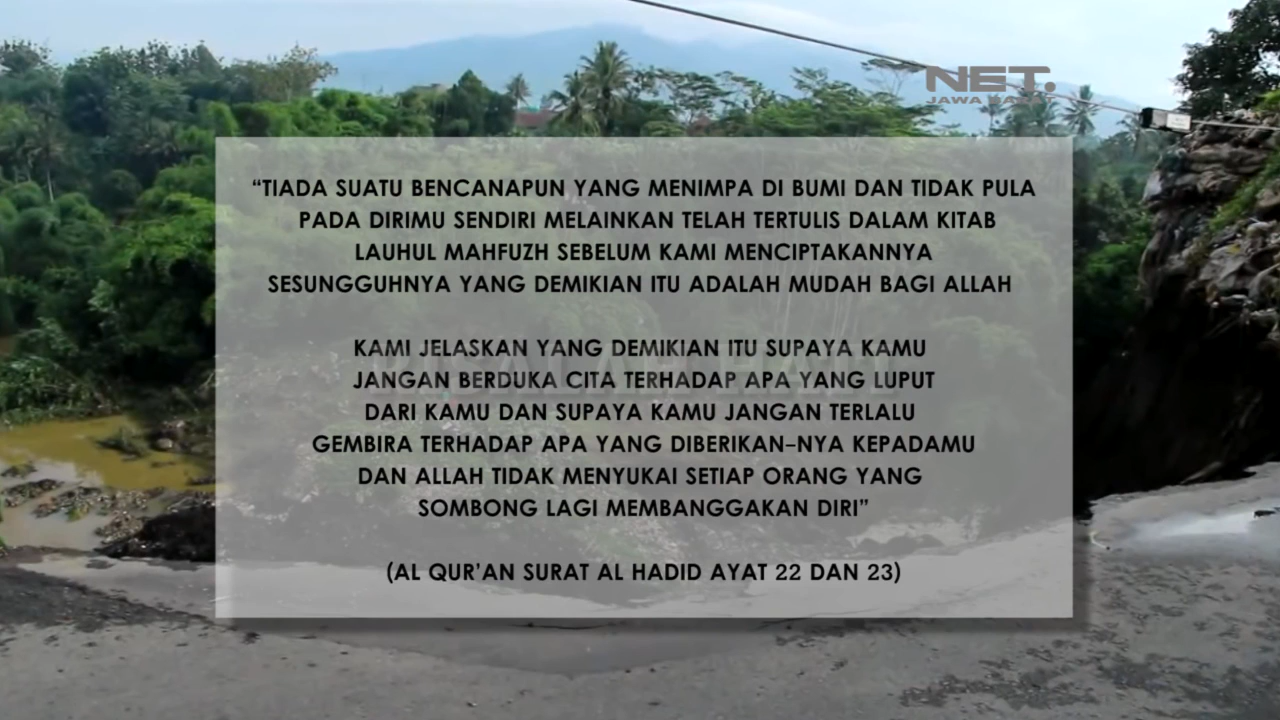 NET.
JAWA BARAT
“TIADA SUATU BENCANAPUN YANG MENIMPA DI BUMI DAN TIDAK PULA
PADA DIRIMU SENDIRI MELAINKAN TELAH TERTULIS DALAM KITAB
LAUHUL MAHFUZH SEBELUM KAMI MENCIPTAKANNYA
SESUNGGUHNYA YANG DEMIKIAN ITU ADALAH MUDAH BAGI ALLAH
KAMI JELASKAN YANG DEMIKIAN ITU SUPAYA KAMU
JANGAN BERDUKA CITA TERHADAP APA YANG LUPUT
DARI KAMU DAN SUPAYA KAMU JANGAN TERLALU
GEMBIRA TERHADAP APA YANG DIBERIKAN–NYA KEPADAMU
DAN ALLAH TIDAK MENYUKAI SETIAP ORANG YANG
SOMBONG LAGI MEMBANGGAKAN DIRI”
(AL QUR’AN SURAT AL HADID AYAT 22 DAN 23)